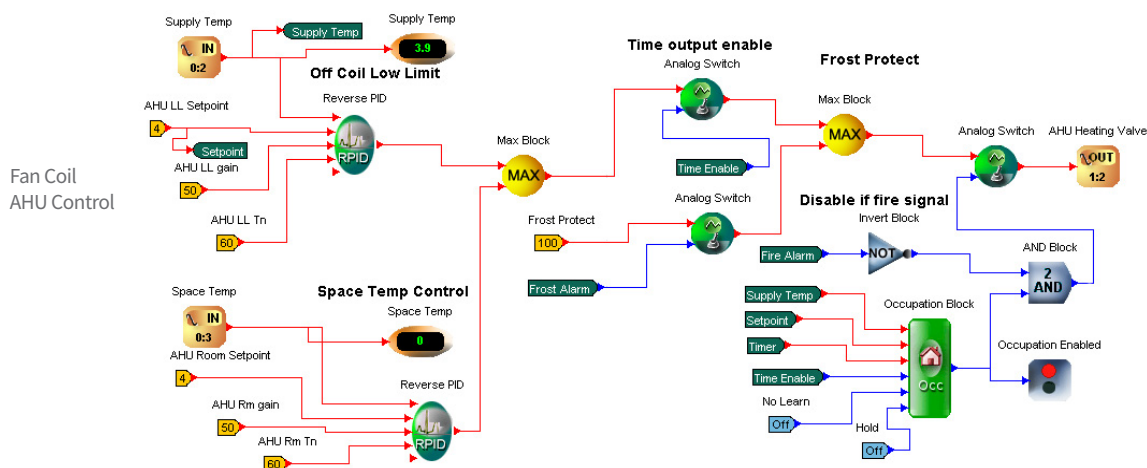 Fan Coil
AHU Control
Supply Temp
IN
0:2
Supply Temp
Supply Temp
3.9
Off Coil Low Limit
Reverse PID
RPID
AHU LL Setpoint
4
Setpoint
AHU LL gain
50
AHU LL Tn
60
Max Block
MAX
Space Temp
IN
0:3
Space Temp Control
Space Temp
0
AHU Room Setpoint
4
Reverse PID
RPID
AHU Rm gain
50
AHU Rm Tn
60
Time output enable
Analog Switch
Time Enable
Analog Switch
Frost Protect
100
Frost Alarm
Frost Protect
Max Block
MAX
Analog Switch
AHU Heating Valve
OUT
1:2
Disable if fire signal
Invert Block
Fire Alarm
NOT
AND Block
2
AND
Supply Temp
Setpoint
Timer
Time Enable
No Learn
Off
Hold
Off
Occupation Block
Occ
Occupation Enabled